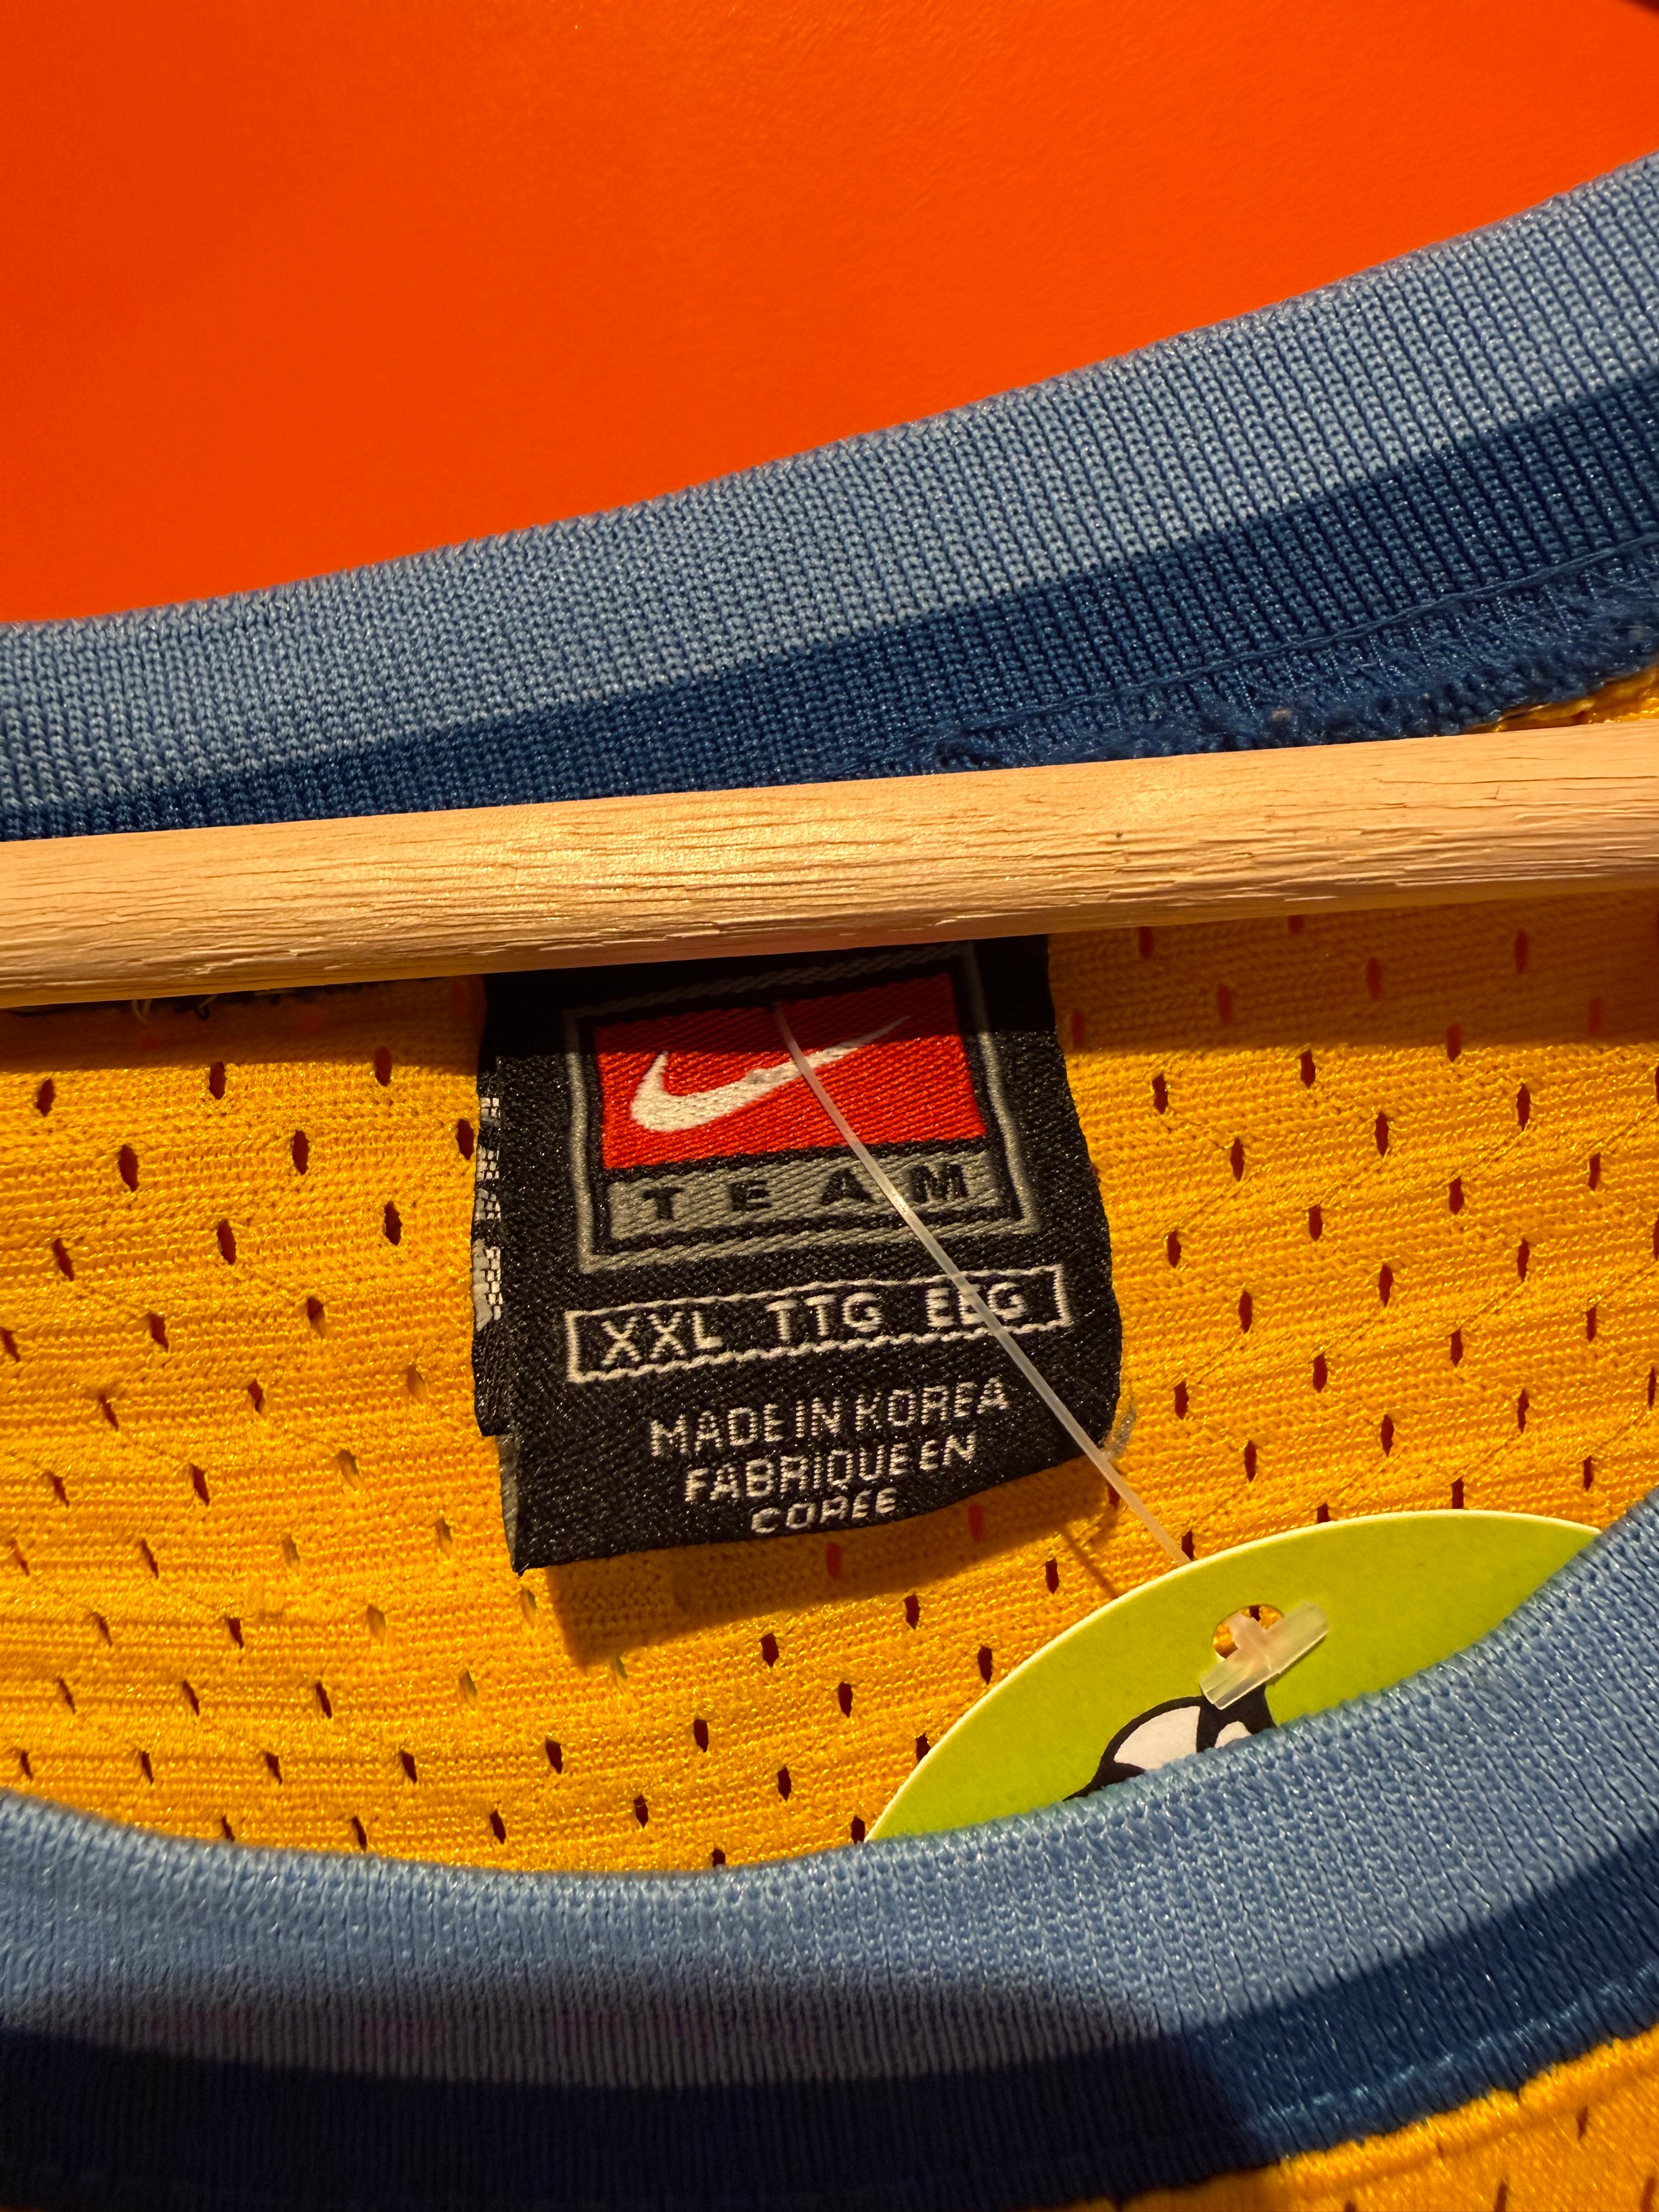 TEAM
XXL TTG EEG
MADE IN KOREA
FABRIQUE EN
COREE